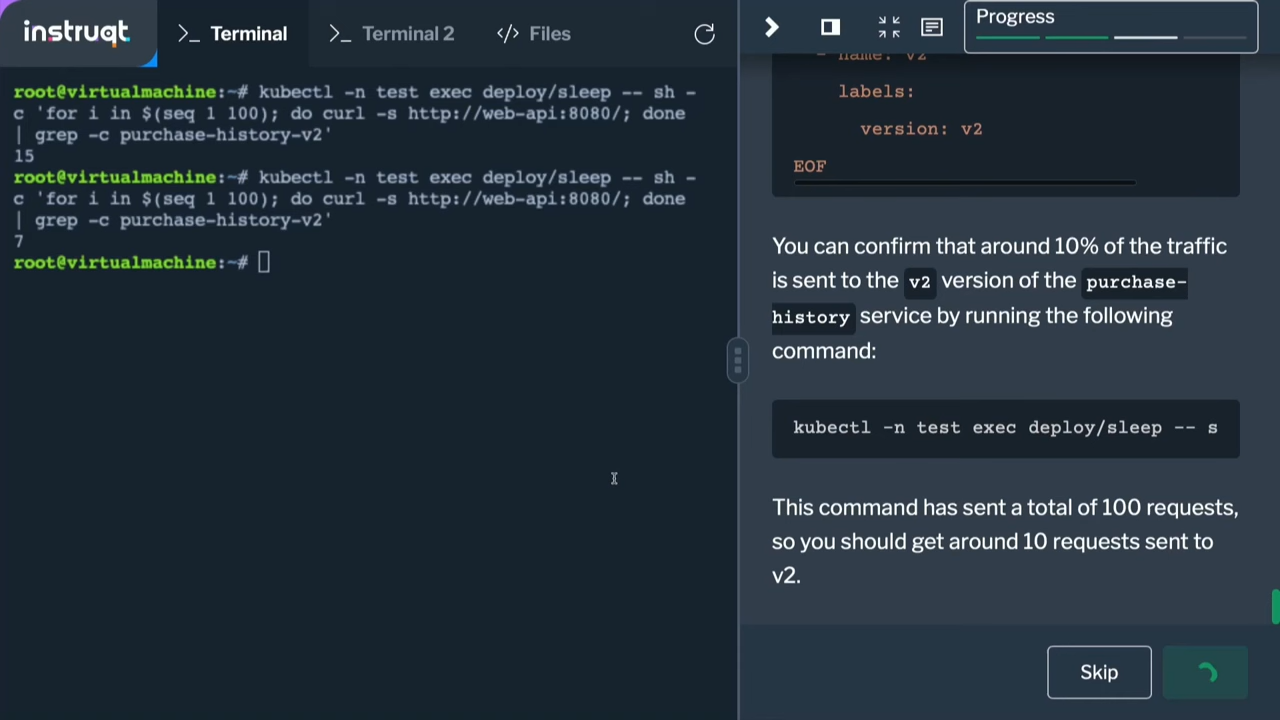 instruqt
>_ Terminal
>_ Terminal 2
</> Files
Progress
root@virtualmachine:~# kubectl -n test exec deploy/sleep -- sh -
c 'for i in $(seq 1 100); do curl -s http://web-api:8080/; done
| grep -c purchase-history-v2'
15
root@virtualmachine:~# kubectl -n test exec deploy/sleep -- sh -
c 'for i in $(seq 1 100); do curl -s http://web-api:8080/; done
| grep -c purchase-history-v2'
7
root@virtualmachine:~#
- name: v2
labels:
version: v2
EOF
You can confirm that around 10% of the traffic
is sent to the v2 version of the purchase-
history service by running the following
command:
kubectl -n test exec deploy/sleep -- s
This command has sent a total of 100 requests,
so you should get around 10 requests sent to
v2.
Skip